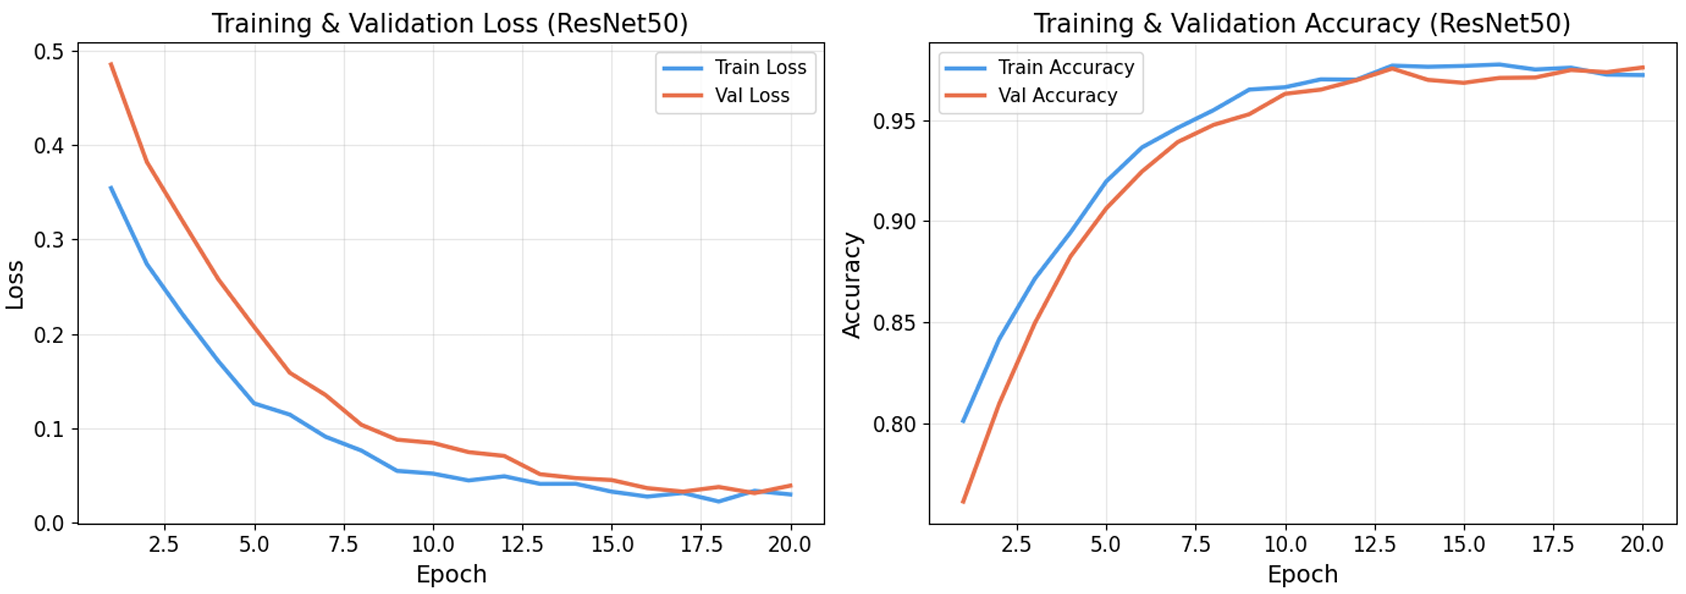 Training & Validation Loss (ResNet50)
0.5
0.4
0.3
0.2
0.1
0.0
Loss
Train Loss
Val Loss
2.5 5.0 7.5 10.0 12.5 15.0 17.5 20.0
Epoch
Training & Validation Accuracy (ResNet50)
0.95
0.90
0.85
0.80
Accuracy
Train Accuracy
Val Accuracy
2.5 5.0 7.5 10.0 12.5 15.0 17.5 20.0
Epoch